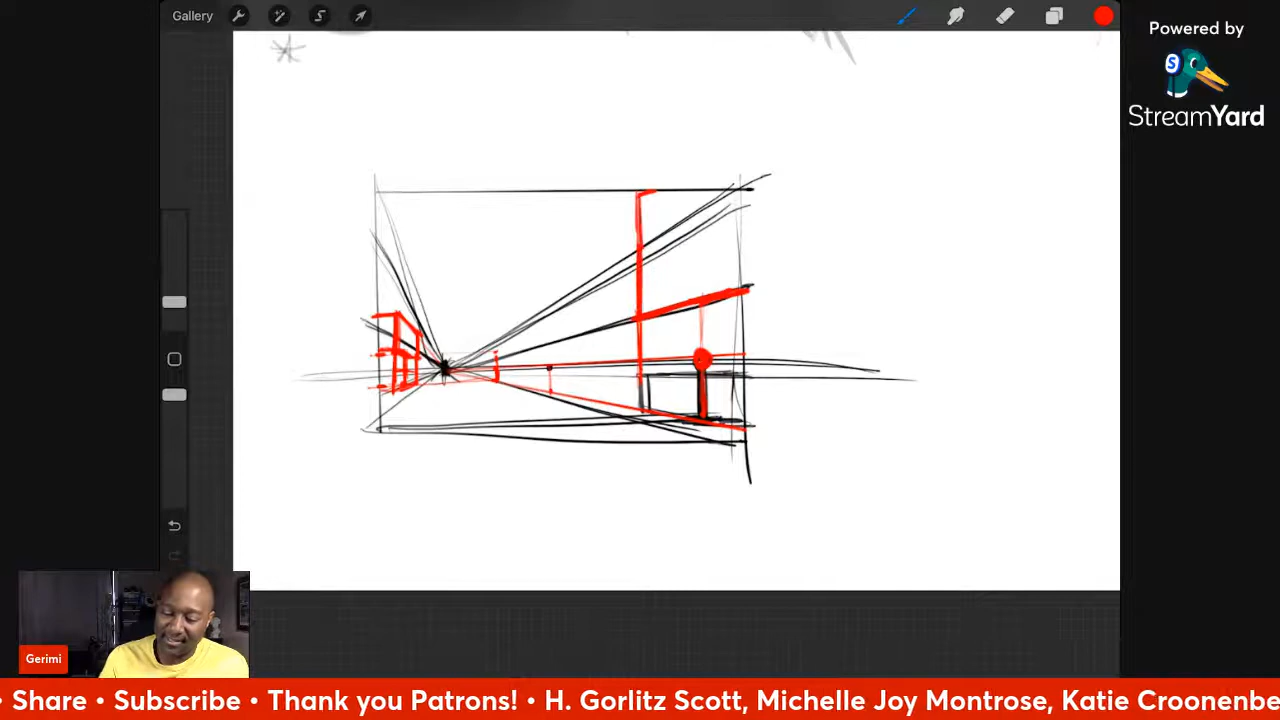 Gallery
Powered by
StreamYard
Gerimi
• Share • Subscribe • Thank you Patrons! • H. Gorlitz Scott, Michelle Joy Montrose, Katie Croonenbe